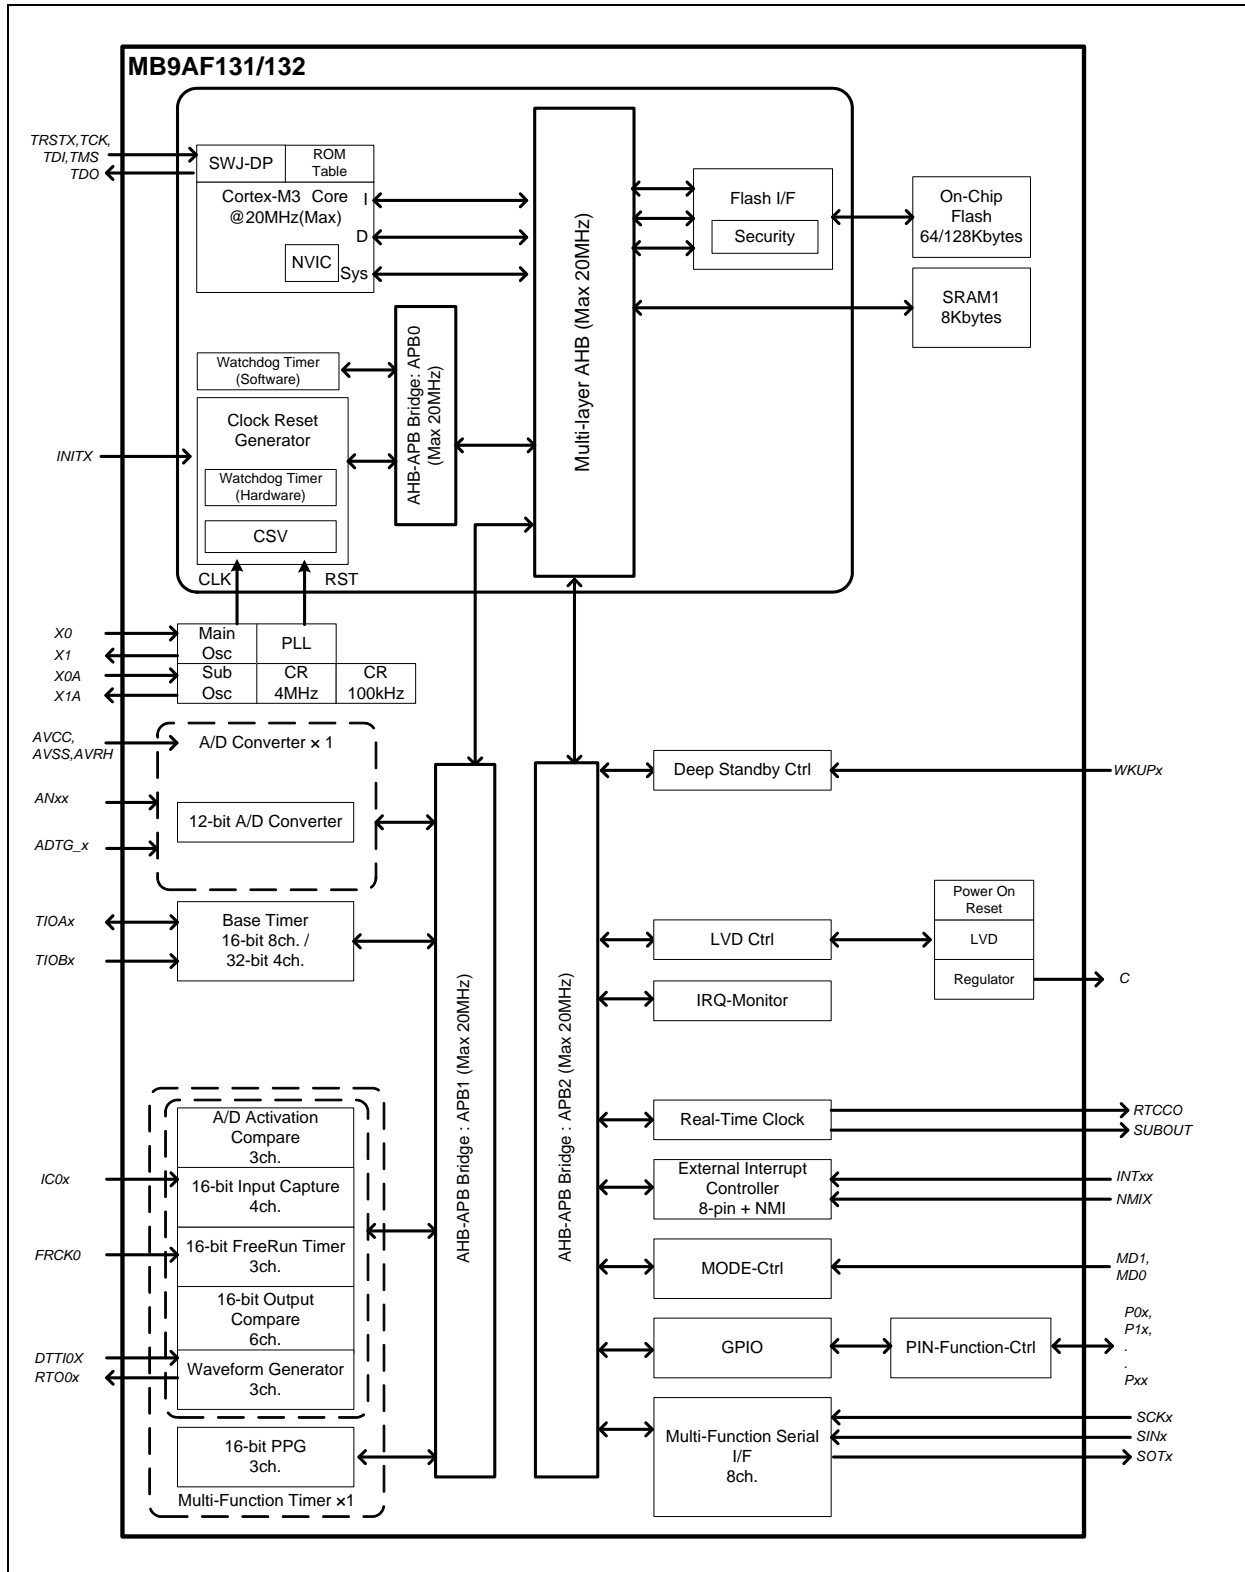 MB9AF131/132
TRSTX,TCK,
TDI,TMS
TDO
SWJ-DP
ROM
Table
Cortex-M3 Core
@20MHz(Max)
I
D
Sys
NVIC
Multi-layer AHB (Max 20MHz)
Flash I/F
Security
On-Chip
Flash
64/128Kbytes
SRAM1
8Kbytes
Watchdog Timer
(Software)
AHB-APB Bridge: APB0
(Max 20MHz)
INITX
Clock Reset
Generator
Watchdog Timer
(Hardware)
CSV
CLK
RST
X0
X1
X0A
X1A
Main
Osc
PLL
Sub
Osc
CR
4MHz
CR
100kHz
AVCC,
AVSS,AVRH
ANxx
ADTG_x
A/D Converter × 1
12-bit A/D Converter
TIOAx
TIOBx
Base Timer
16-bit 8ch. /
32-bit 4ch.
AHB-APB Bridge : APB1 (Max 20MHz)
AHB-APB Bridge : APB2 (Max 20MHz)
Deep Standby Ctrl
WKUPx
LVD Ctrl
Power On
Reset
LVD
Regulator
C
IRQ-Monitor
Real-Time Clock
RTCCO
SUBOUT
External Interrupt
Controller
8-pin + NMI
INTxx
NMIX
MODE-Ctrl
MD1,
MD0
GPIO
PIN-Function-Ctrl
P0x,
P1x,
.
.
Pxx
Multi-Function Serial
I/F
8ch.
SCKx
SINx
SOTx
IC0x
FRCK0
DTTI0X
RTO0x
A/D Activation
Compare
3ch.
16-bit Input Capture
4ch.
16-bit FreeRun Timer
3ch.
16-bit Output
Compare
6ch.
Waveform Generator
3ch.
16-bit PPG
3ch.
Multi-Function Timer ×1